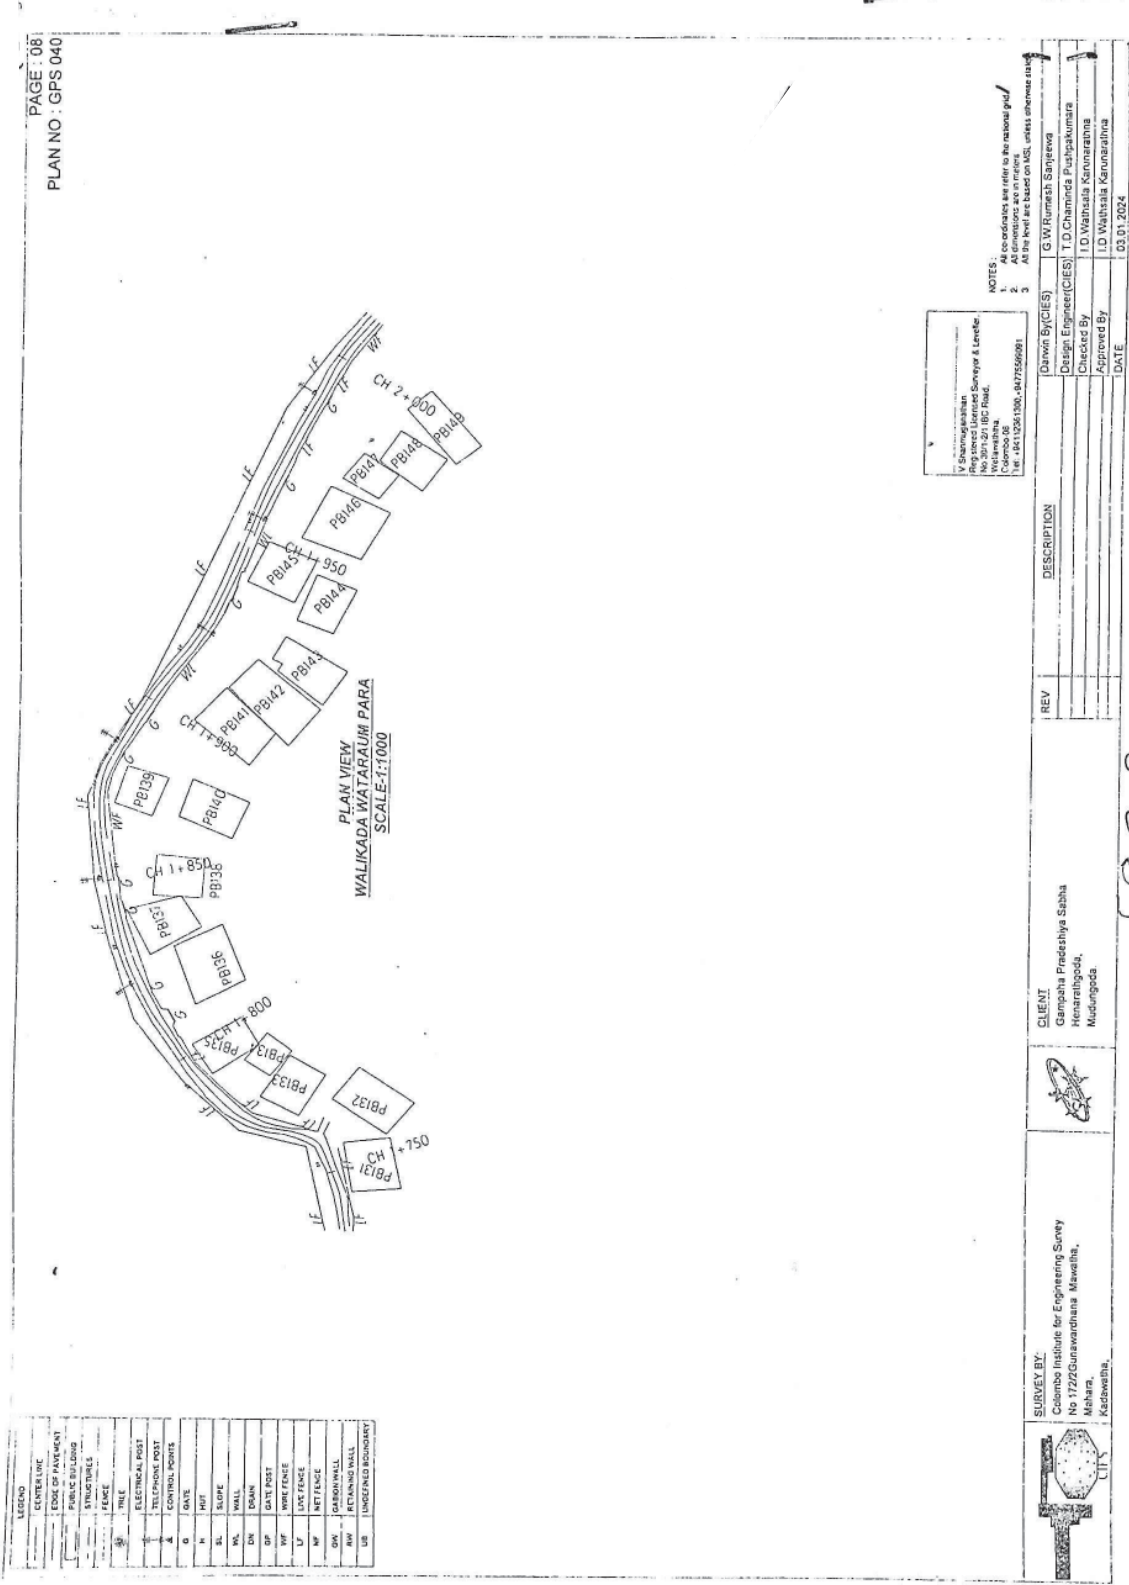 PAGE : 08
PLAN NO : GPS 040
LEGEND
CENTER LINE
EDGE OF PAVEMENT
PUBLIC BUILDING
STRUCTURES
FENCE
TREE
ELECTRICAL POST
TELEPHONE POST
CONTROL POINTS
G GATE
H HUT
SL SLOPE
WL WALL
DN DRAIN
GP GATE POST
WF WIRE FENCE
LF LIVE FENCE
NF NET FENCE
GW GABION WALL
RW RETAINING WALL
UB UNDEFINED BOUNDARY
CH 1+750
CH 1+800
CH 1+850
CH 1+900
CH 1+950
CH 2+000
PB131
PB132
PB133
PB135
PB136
PB137
PB138
PB139
PB140
PB141
PB142
PB143
PB144
PB145
PB146
PB147
PB148
PLAN VIEW
WALIKADA WATARAUM PARA
SCALE-1:1000
V Shanmuganathan
Registered Licensed Surveyor & Leveller,
Colombo-06
NOTES :
1. All co-ordinates are refer to the national grid
2. All dimensions are in meters
3 All the level are based on MSL unless otherwise
SURVEY BY:
Colombo Institute for Engineering Survey
No 172/2Gunawardhana Mawatha,
Mahara,
Kadawatha,
CIES
CLIENT
Gampaha Pradeshiya Sabha
Henarathgoda,
Mudungoda
REV DESCRIPTION
Darwin By(CIES) G.W.Rumesh Sanjeewa
Design Engineer(CIES) T.D.Chaminda Pushpakumara
Checked By I.D.Wathsala Karunarathna
Approved By I.D.Wathsala Karunarathna
DATE 03.01.2024